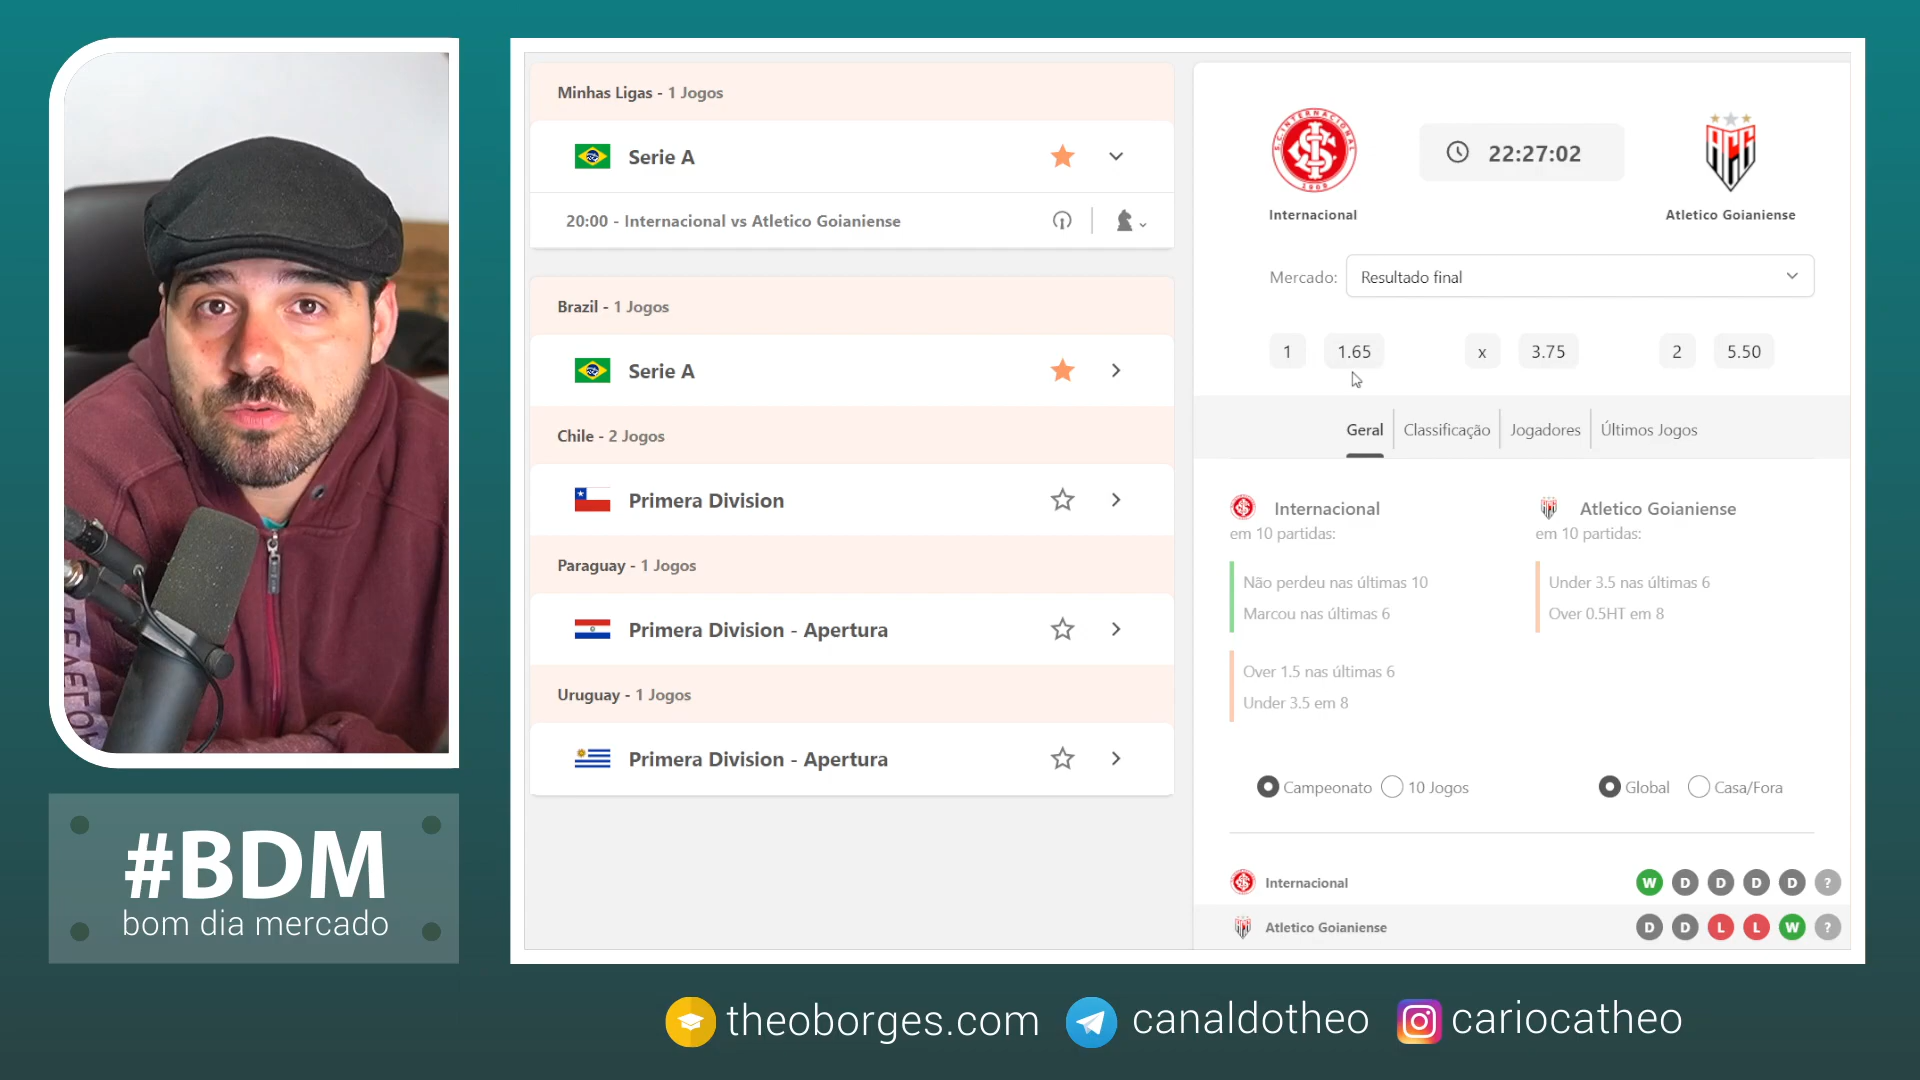 Minhas Ligas - 1 Jogos
Serie A
20:00 - Internacional vs Atletico Goianiense
Brazil - 1 Jogos
Serie A
Chile - 2 Jogos
Primera Division
Paraguay - 1 Jogos
Primera Division - Apertura
Uruguay - 1 Jogos
Primera Division - Apertura
22:27:02
Internacional
Atletico Goianiense
Mercado: Resultado final
1 1.65 x 3.75 2 5.50
Geral Classificação Jogadores Últimos Jogos
Internacional
em 10 partidas:
Não perdeu nas últimas 10
Marcou nas últimas 6
Over 1.5 nas últimas 6
Under 3.5 em 8
Atletico Goianiense
em 10 partidas:
Under 3.5 nas últimas 6
Over 0.5HT em 8
Campeonato 10 Jogos Global Casa/Fora
Internacional W D D D D ?
Atletico Goianiense D D L L W ?
#BDM
bom dia mercado
theoborges.com canaldotheo cariocatheo